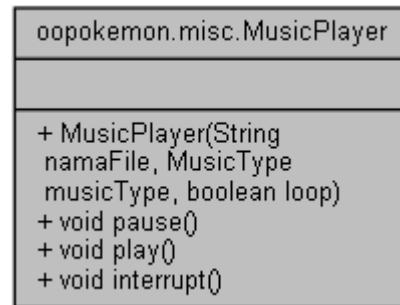 oopokemon.misc.MusicPlayer
+ MusicPlayer(String
namaFile, MusicType
musicType, boolean loop)
+ void pause()
+ void play()
+ void interrupt()